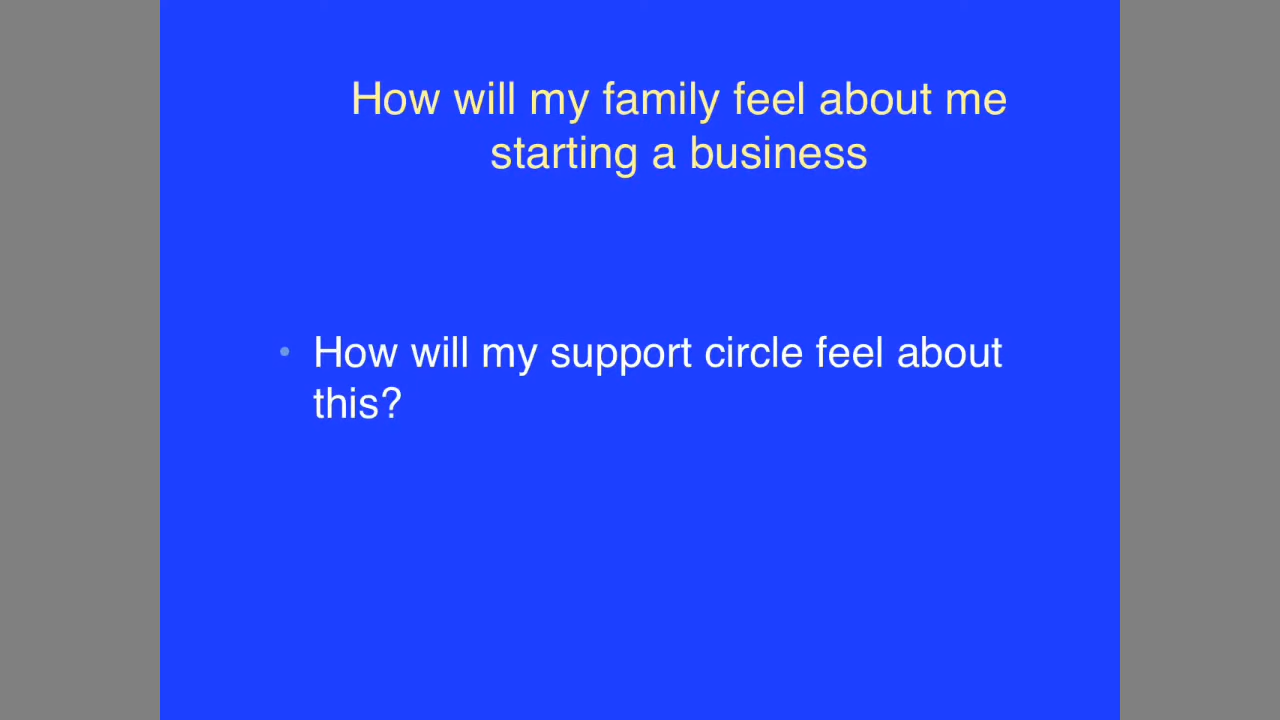 How will my family feel about me
starting a business
• How will my support circle feel about
this?